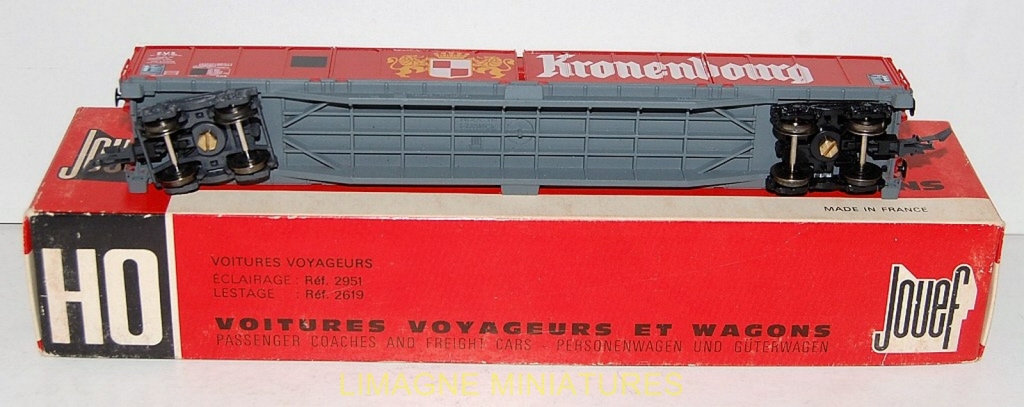 Kronenbourg
MADE IN FRANCE
HO
VOITURES VOYAGEURS
ÉCLAIRAGE : Réf. 2951
LESTAGE : Réf. 2619
VOITURES VOYAGEURS ET WAGONS
PASSENGER COACHES AND FREIGHT CARS - PERSONENWAGEN UND GÜTERWAGEN
Jouef
LIMAGNE MINIATURES